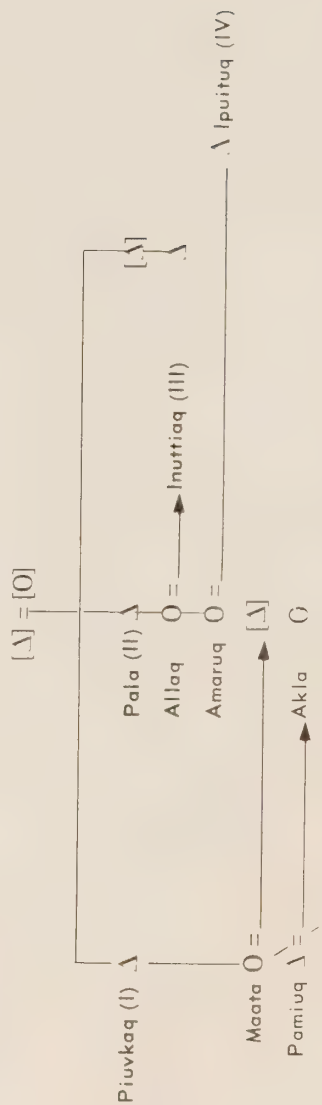 [Δ] = [O]
Piuvkaq (I) Δ Pala (II) Δ [Δ]
Allaq O = Inuttiaq (III) Δ
Amaruq O = Δ Ipuituq (IV)
Maata O = [Δ]
Pamiuq Δ = Akla O